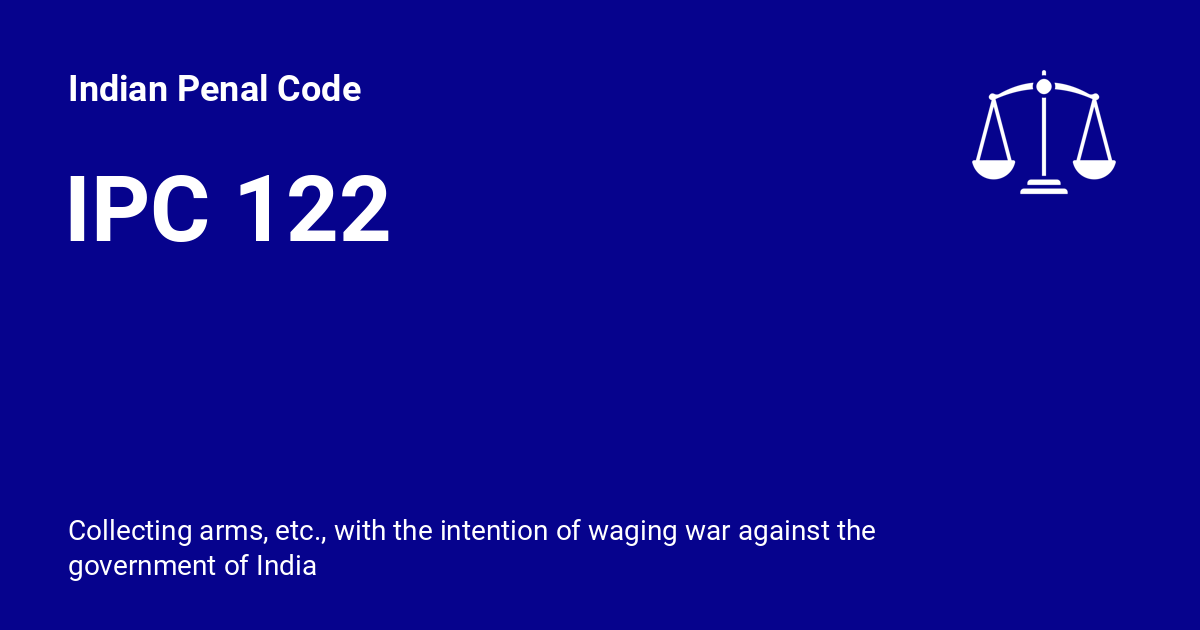 Indian Penal Code
IPC 122
Collecting arms, etc., with the intention of waging war against the
government of India